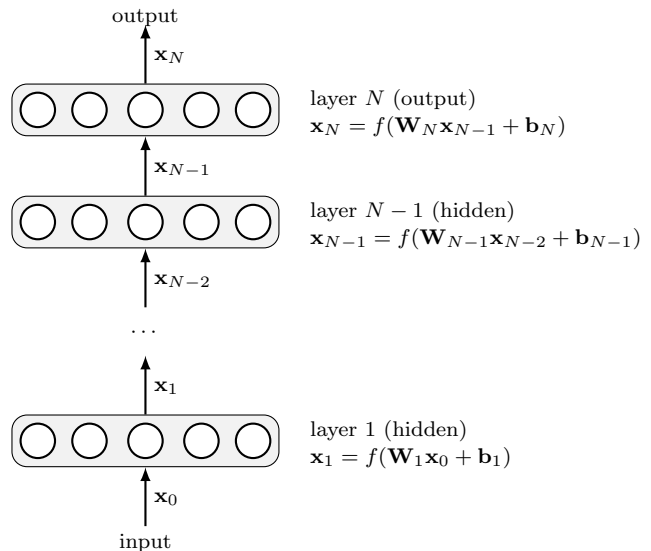 output
x_N
layer N (output)
x_N = f(W_N x_{N−1} + b_N)
x_{N−1}
layer N − 1 (hidden)
x_{N−1} = f(W_{N−1} x_{N−2} + b_{N−1})
x_{N−2}
...
x_1
layer 1 (hidden)
x_1 = f(W_1 x_0 + b_1)
x_0
input